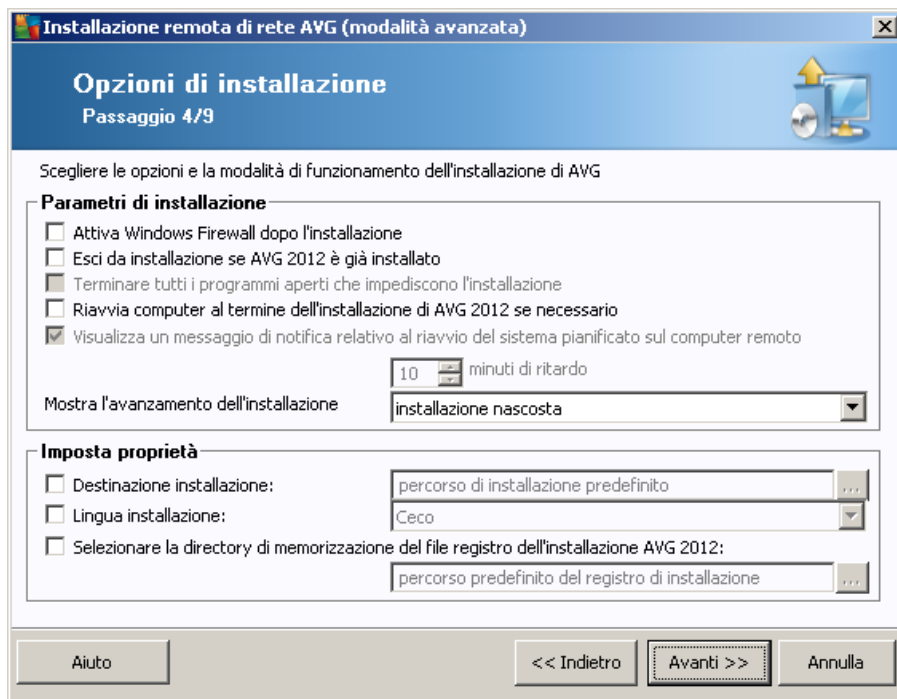 Installazione remota di rete AVG (modalità avanzata)
Opzioni di installazione
Passaggio 4/9
Scegliere le opzioni e la modalità di funzionamento dell'installazione di AVG
Parametri di installazione
Attiva Windows Firewall dopo l'installazione
Esci da installazione se AVG 2012 è già installato
Terminare tutti i programmi aperti che impediscono l'installazione
Riavvia computer al termine dell'installazione di AVG 2012 se necessario
Visualizza un messaggio di notifica relativo al riavvio del sistema pianificato sul computer remoto
10 minuti di ritardo
Mostra l'avanzamento dell'installazione installazione nascosta
Imposta proprietà
Destinazione installazione: percorso di installazione predefinito ...
Lingua installazione: Ceco
Selezionare la directory di memorizzazione del file registro dell'installazione AVG 2012:
percorso predefinito del registro di installazione ...
Aiuto << Indietro Avanti >> Annulla